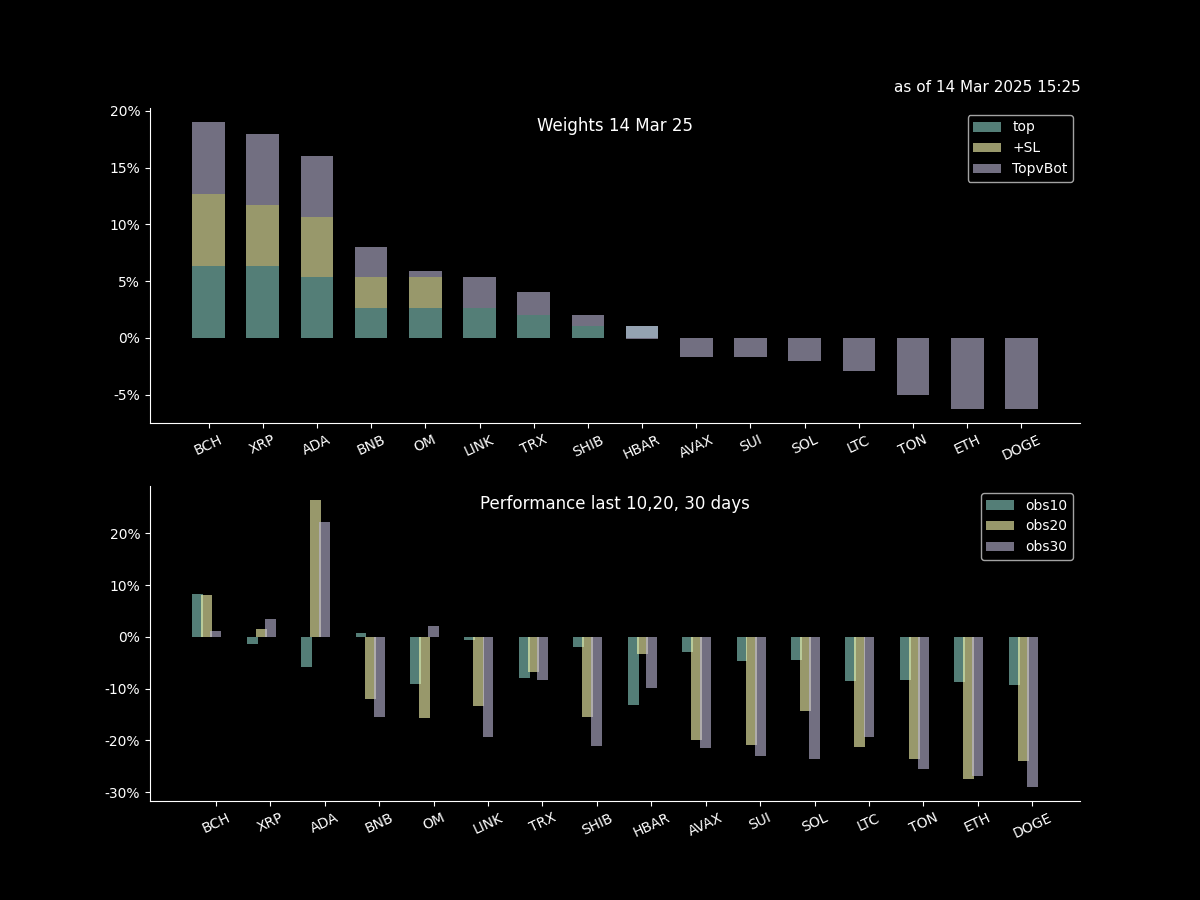 as of 14 Mar 2025 15:25
Weights 14 Mar 25
top
+SL
TopvBot
20%
15%
10%
5%
0%
-5%
BCH XRP ADA BNB OM LINK TRX SHIB HBAR AVAX SUI SOL LTC TON ETH DOGE
Performance last 10,20, 30 days
obs10
obs20
obs30
20%
10%
0%
-10%
-20%
-30%
BCH XRP ADA BNB OM LINK TRX SHIB HBAR AVAX SUI SOL LTC TON ETH DOGE